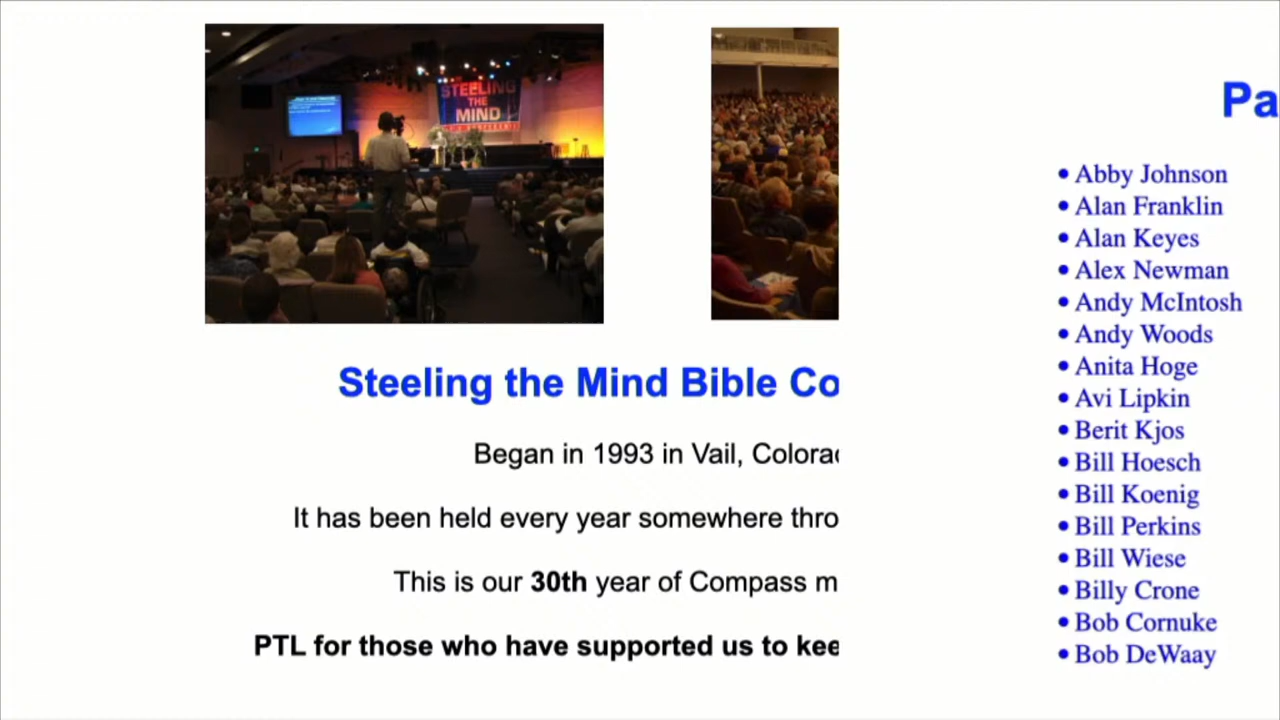 STEELING
THE
MIND
Steeling the Mind Bible Co
Began in 1993 in Vail, Colorad
It has been held every year somewhere thro
This is our 30th year of Compass m
PTL for those who have supported us to kee
Pa
• Abby Johnson
• Alan Franklin
• Alan Keyes
• Alex Newman
• Andy McIntosh
• Andy Woods
• Anita Hoge
• Avi Lipkin
• Berit Kjos
• Bill Hoesch
• Bill Koenig
• Bill Perkins
• Bill Wiese
• Billy Crone
• Bob Cornuke
• Bob DeWaay